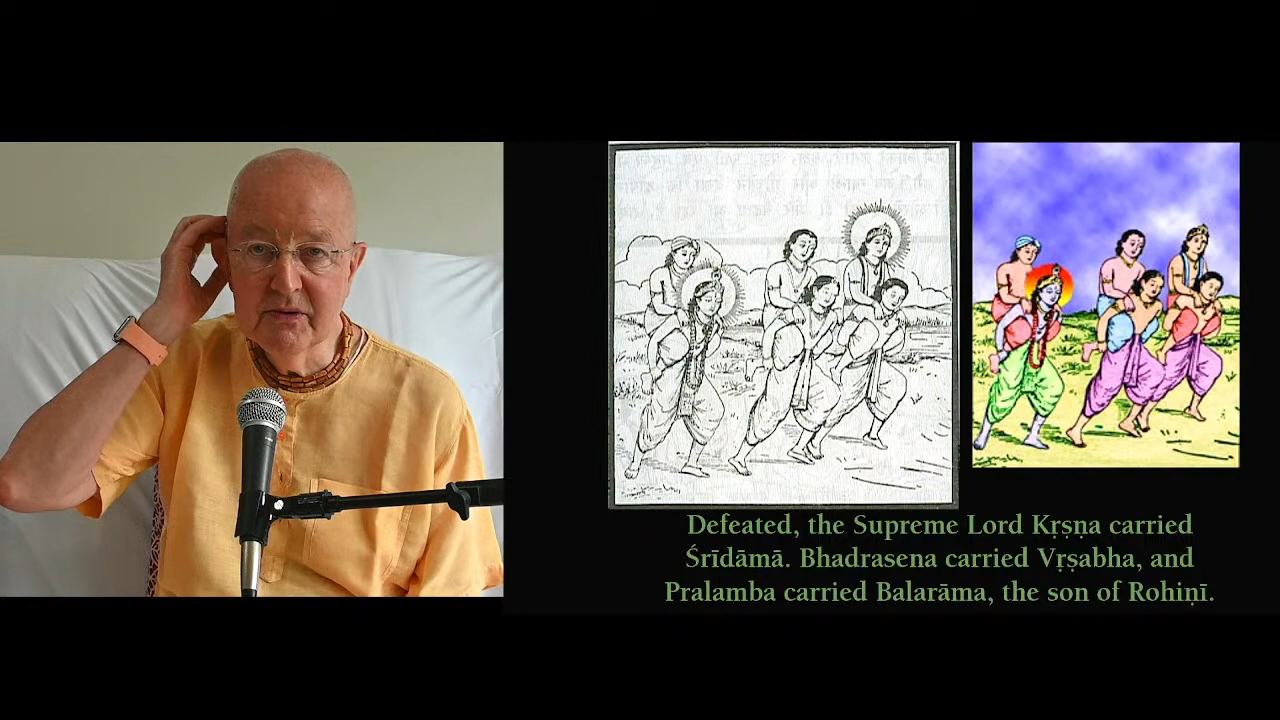 Defeated, the Supreme Lord Kṛṣṇa carried
Śrīdāmā. Bhadrasena carried Vṛṣabha, and
Pralamba carried Balarāma, the son of Rohiṇī.